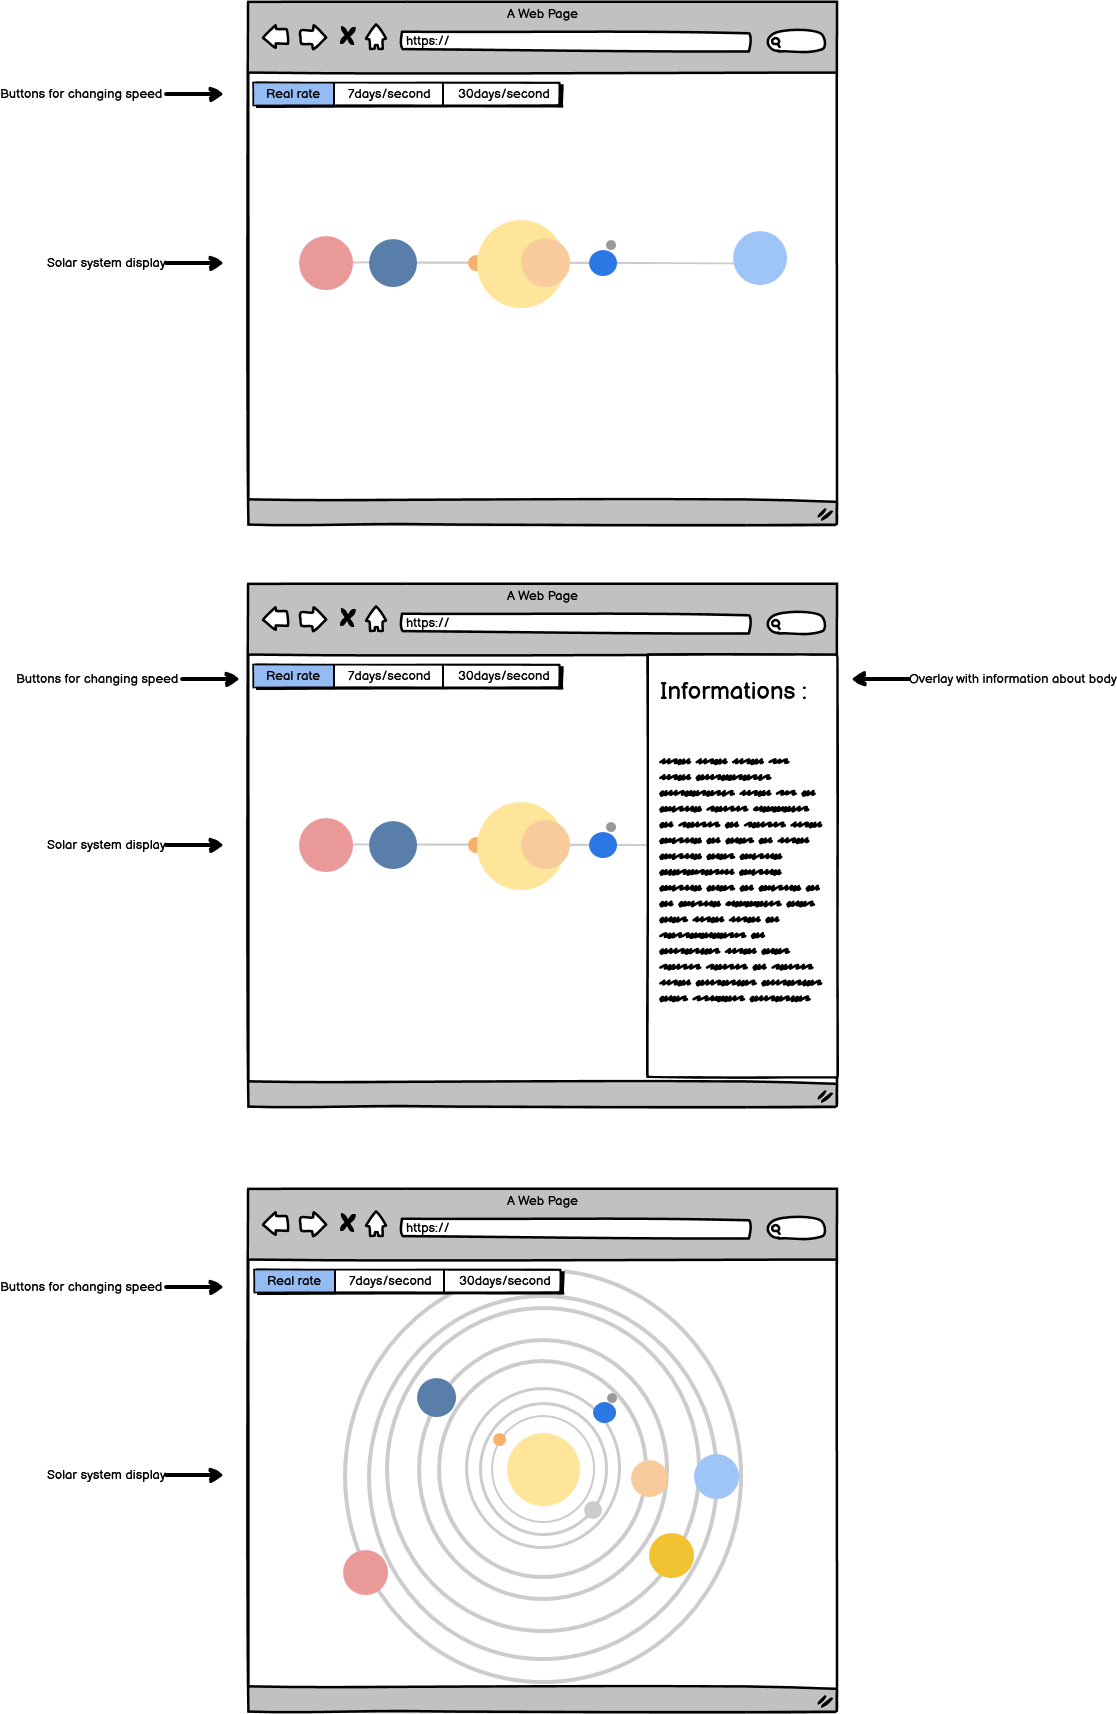 A Web Page
https://
Buttons for changing speed
Real rate 7days/second 30days/second
Solar system display
A Web Page
https://
Buttons for changing speed
Real rate 7days/second 30days/second
Overlay with information about body
Informations :
Solar system display
A Web Page
https://
Buttons for changing speed
Real rate 7days/second 30days/second
Solar system display